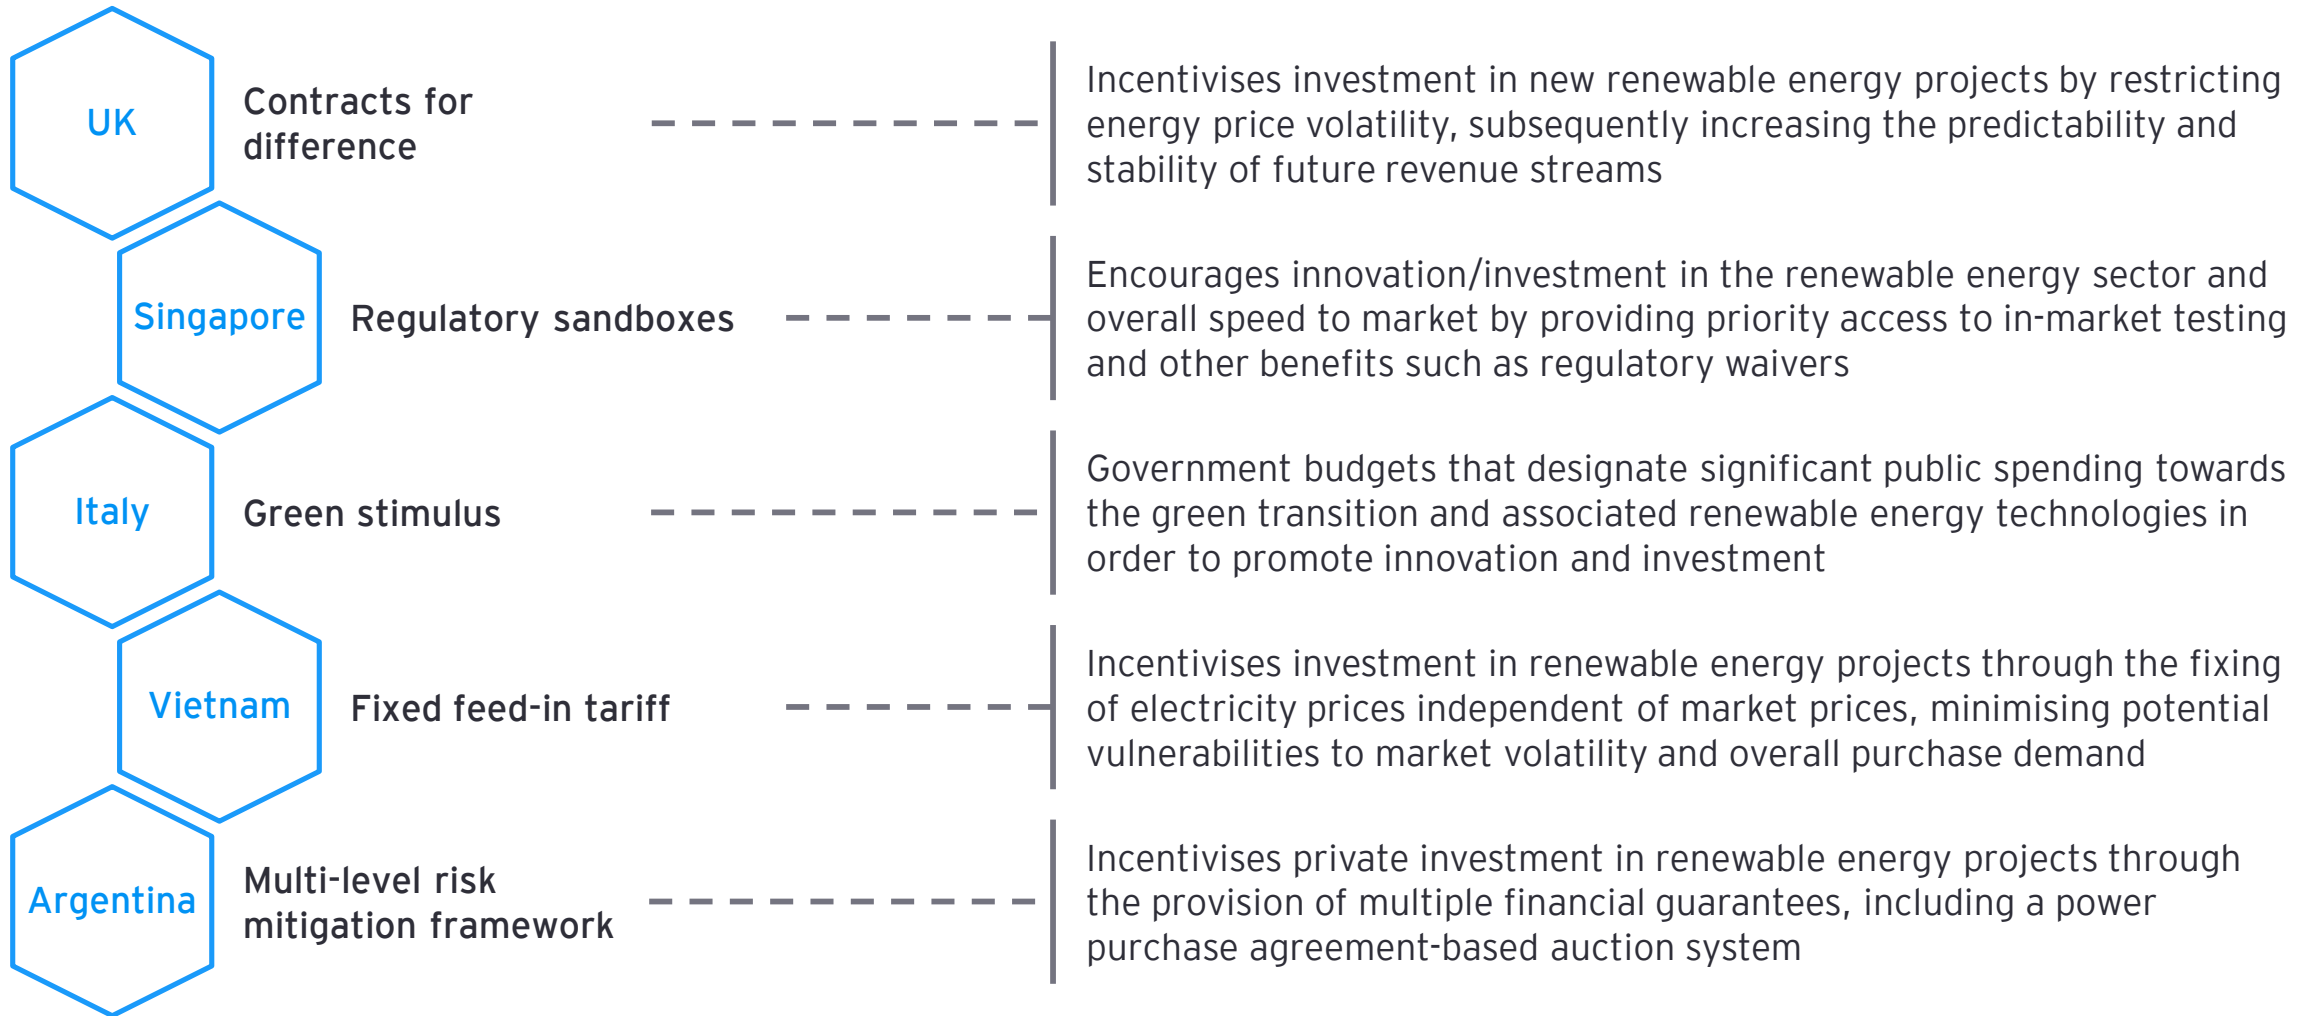 UK
Contracts for
difference
Incentivises investment in new renewable energy projects by restricting
energy price volatility, subsequently increasing the predictability and
stability of future revenue streams
Singapore
Regulatory sandboxes
Encourages innovation/investment in the renewable energy sector and
overall speed to market by providing priority access to in-market testing
and other benefits such as regulatory waivers
Italy
Green stimulus
Government budgets that designate significant public spending towards
the green transition and associated renewable energy technologies in
order to promote innovation and investment
Vietnam
Fixed feed-in tariff
Incentivises investment in renewable energy projects through the fixing
of electricity prices independent of market prices, minimising potential
vulnerabilities to market volatility and overall purchase demand
Argentina
Multi-level risk
mitigation framework
Incentivises private investment in renewable energy projects through
the provision of multiple financial guarantees, including a power
purchase agreement-based auction system